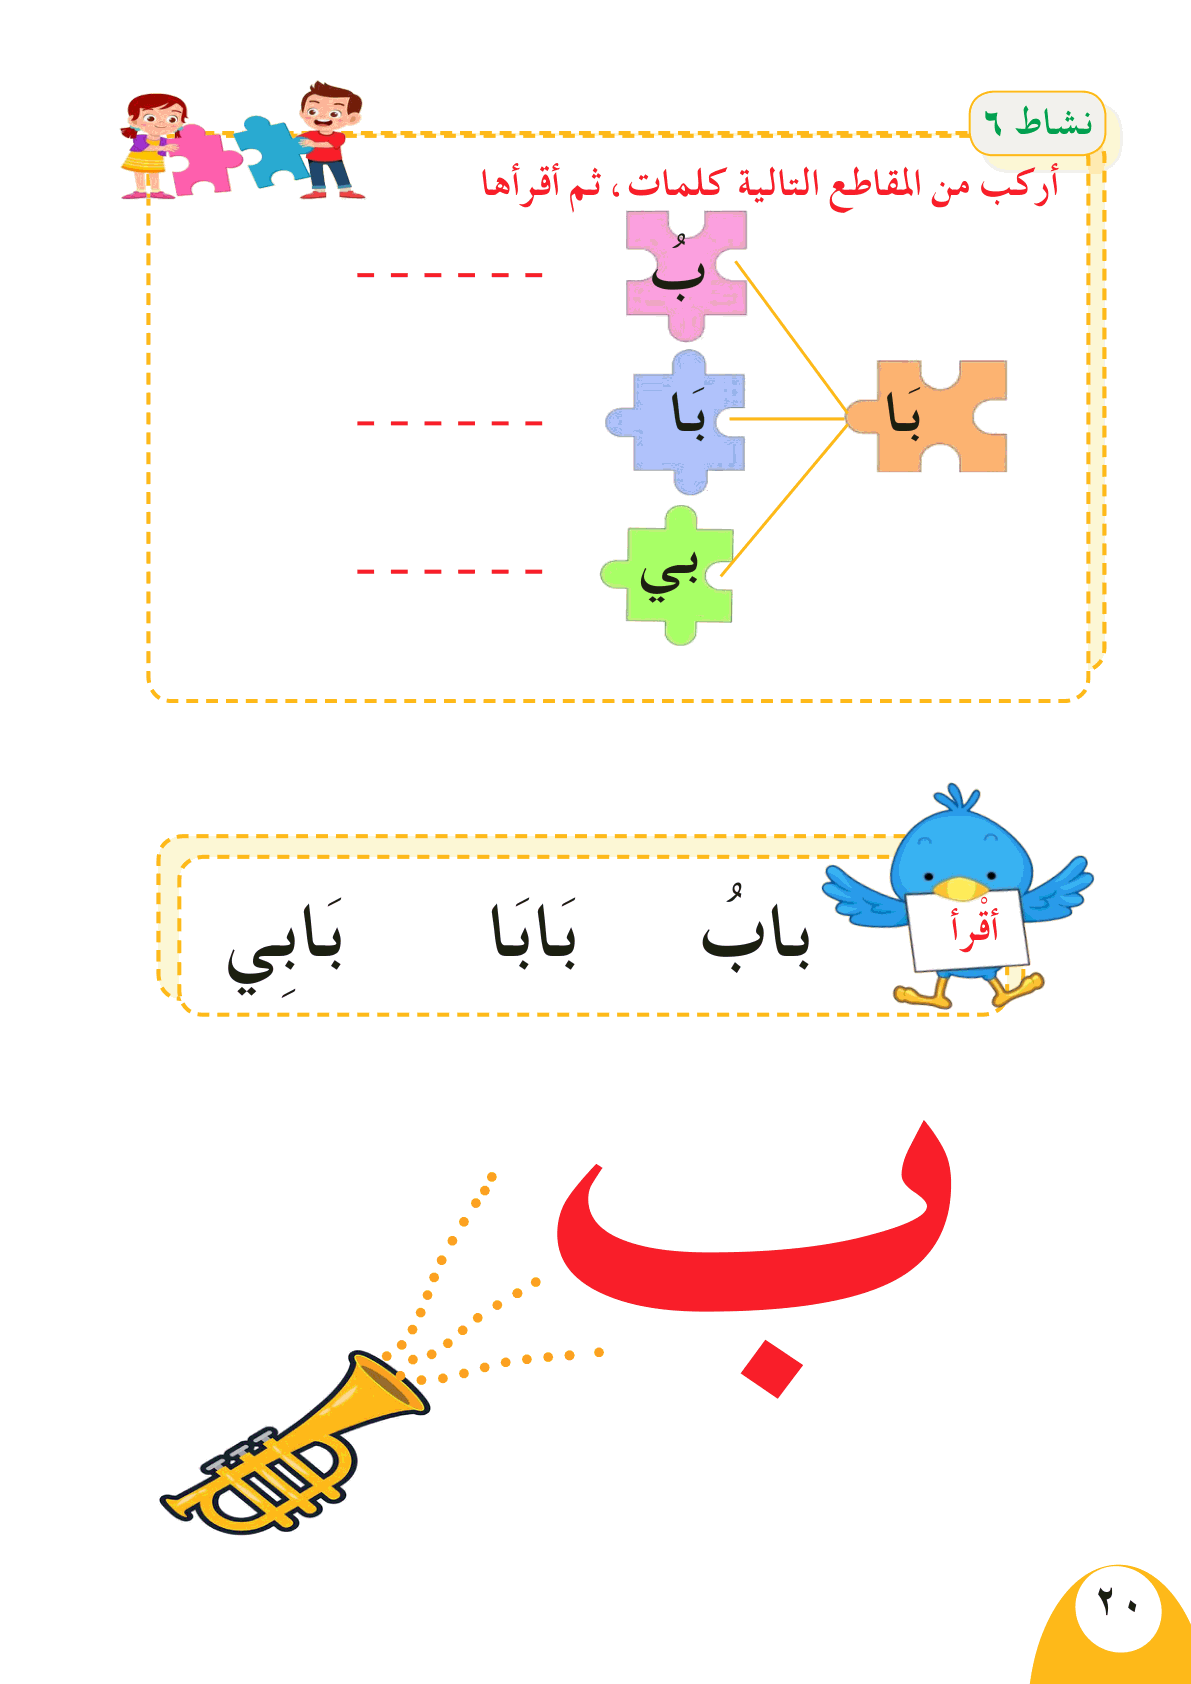 نشاط ٦
أركب من المقاطع التالية كلمات، ثم أقرأها
بُ
بَا
بَا
بي
أقْرأ
بابُ بَابَا بَابِي
ب
٢٠